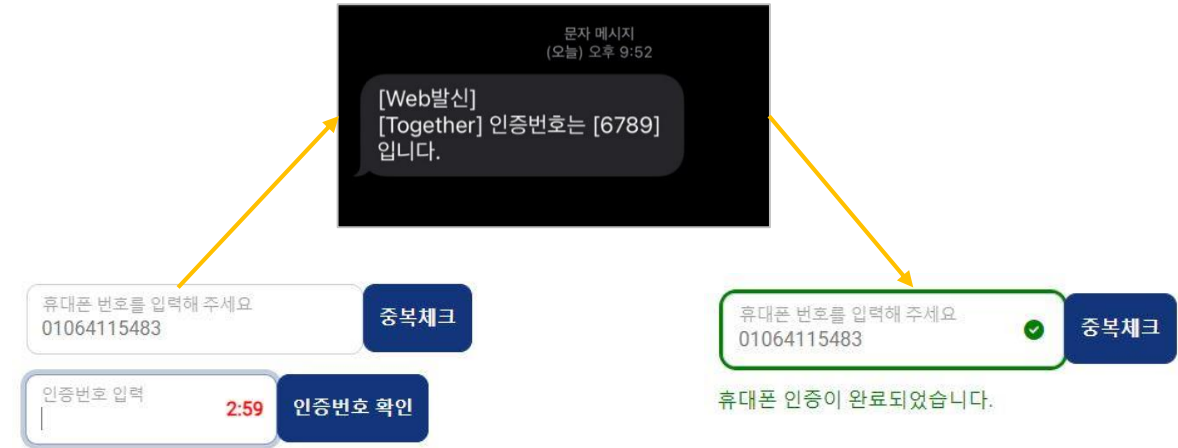 문자 메시지
(오늘) 오후 9:52
[Web발신]
[Together] 인증번호는 [6789]
입니다.
휴대폰 번호를 입력해 주세요
01064115483
중복체크
인증번호 입력
2:59
인증번호 확인
휴대폰 번호를 입력해 주세요
01064115483
중복체크
휴대폰 인증이 완료되었습니다.